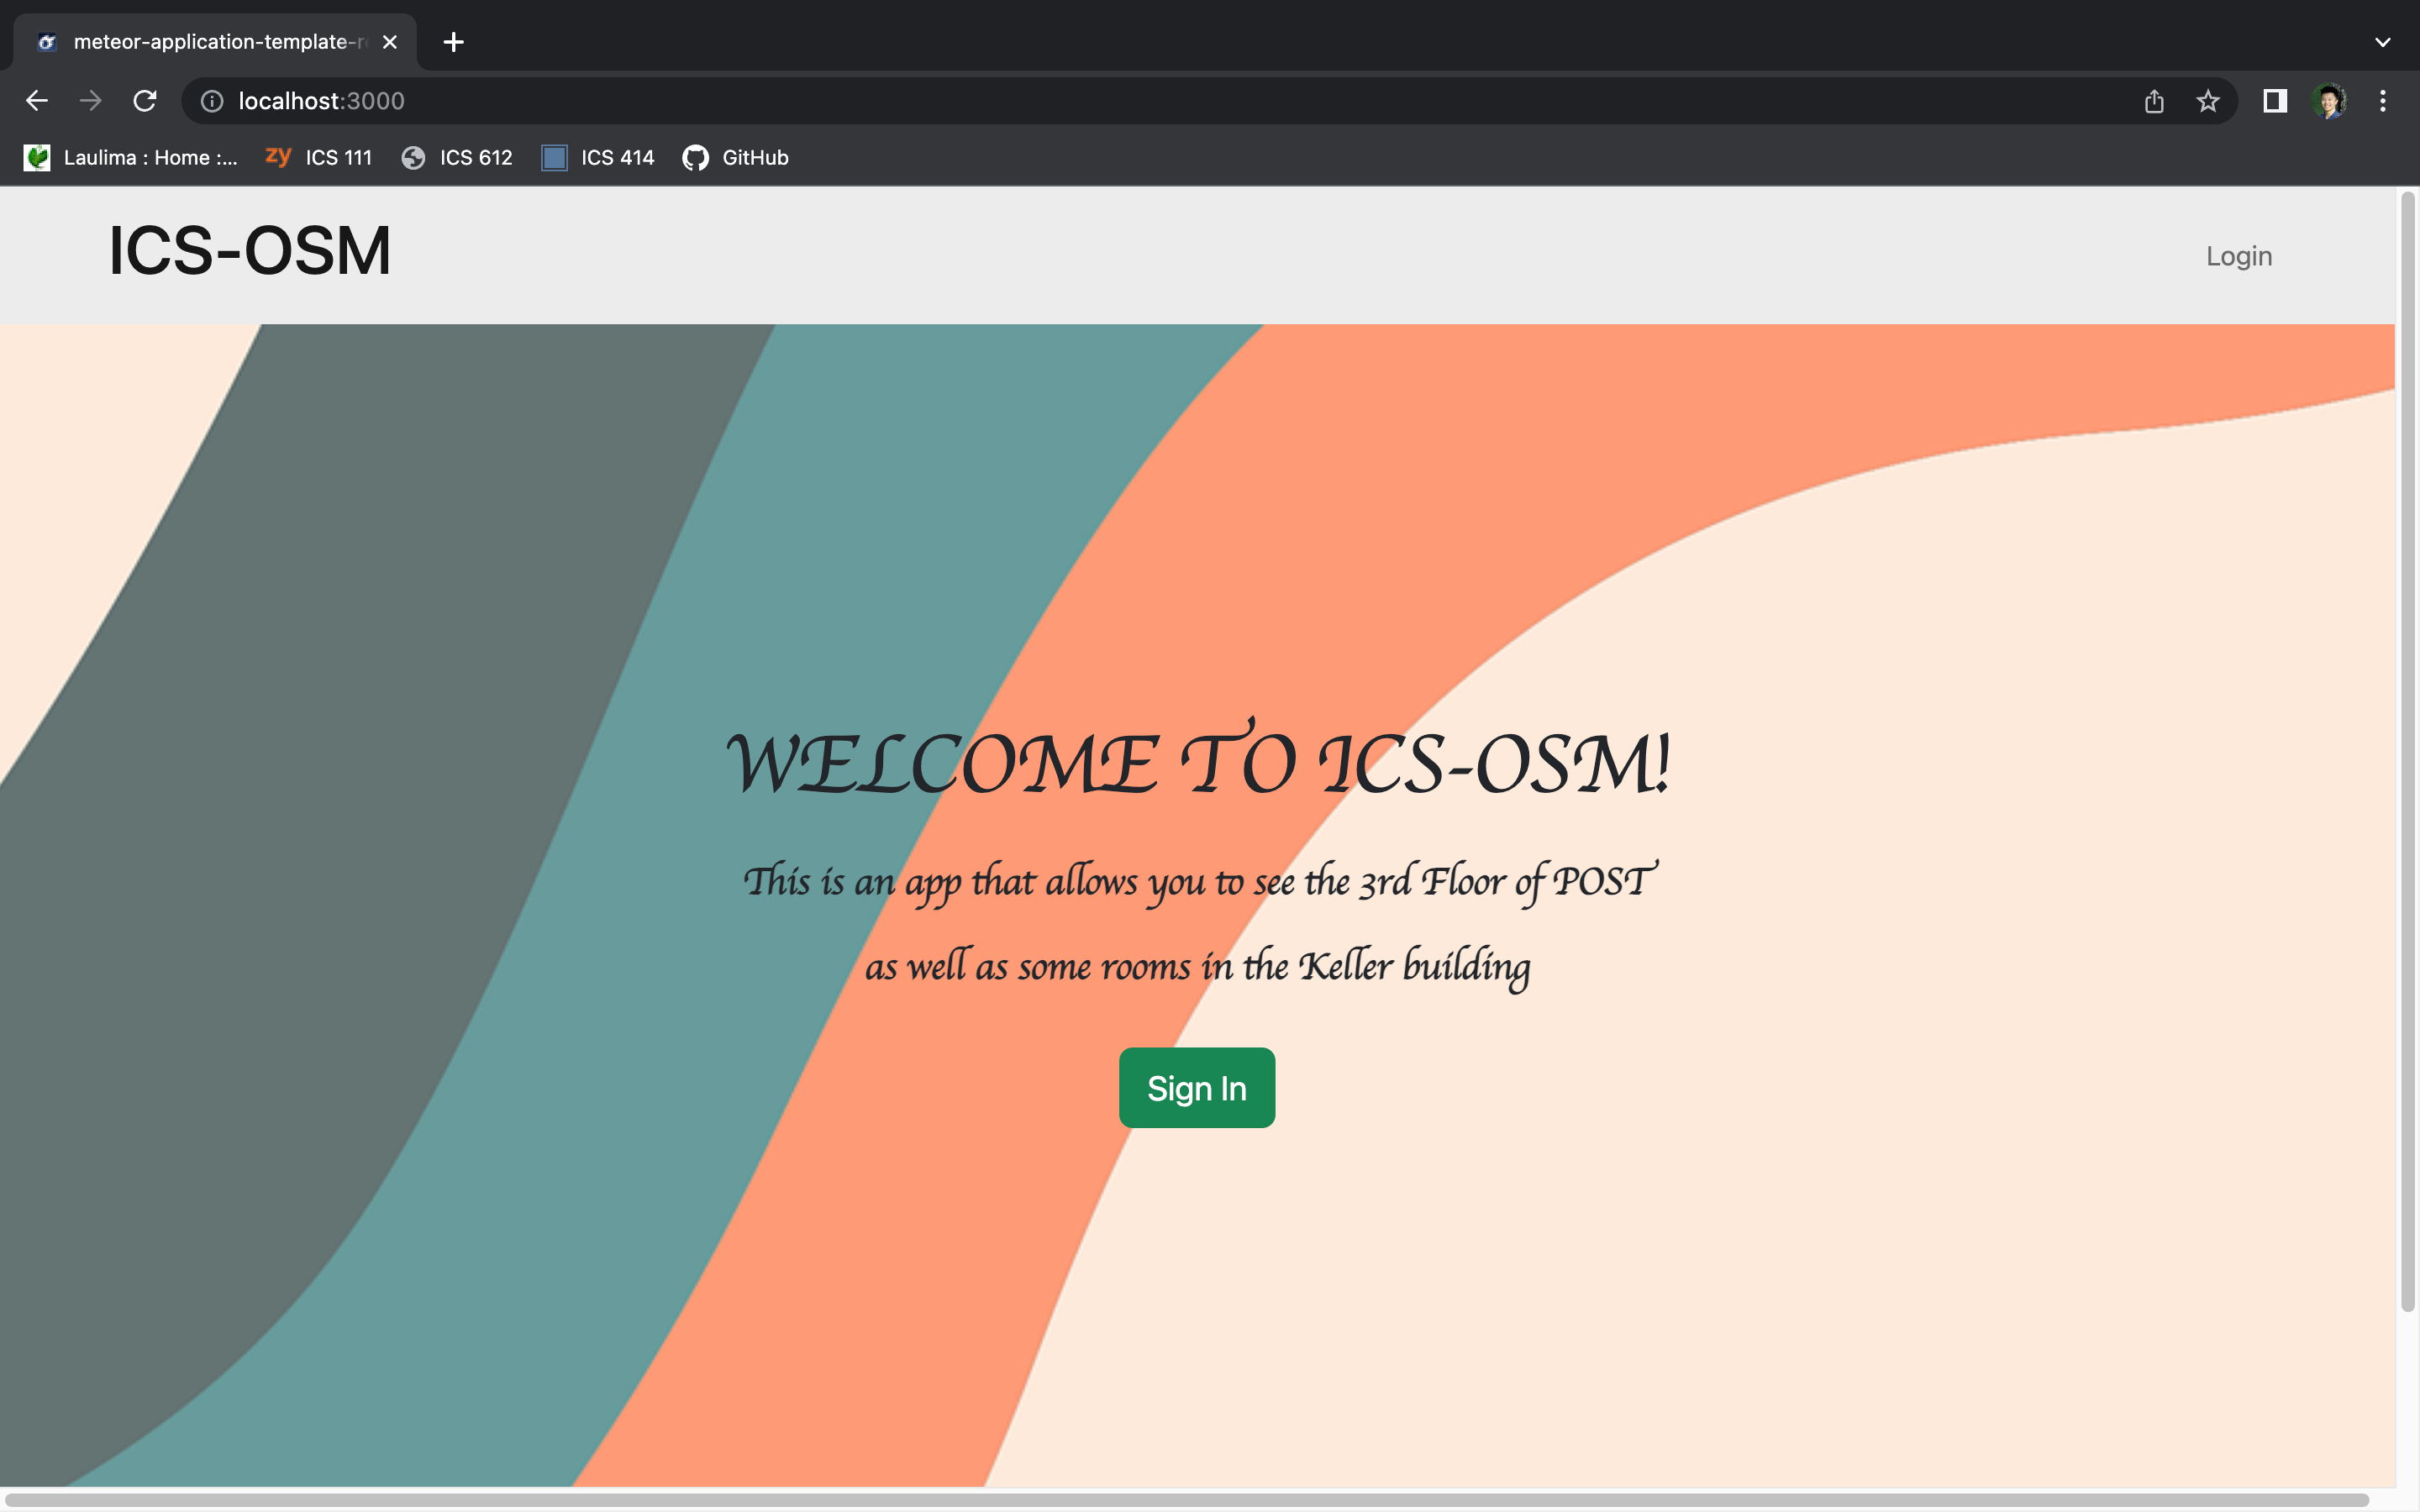 meteor-application-template-r
localhost:3000
Laulima : Home :... zy ICS 111 ICS 612 ICS 414 GitHub
ICS-OSM Login
WELCOME TO ICS-OSM!
This is an app that allows you to see the 3rd Floor of POST
as well as some rooms in the Keller building
Sign In